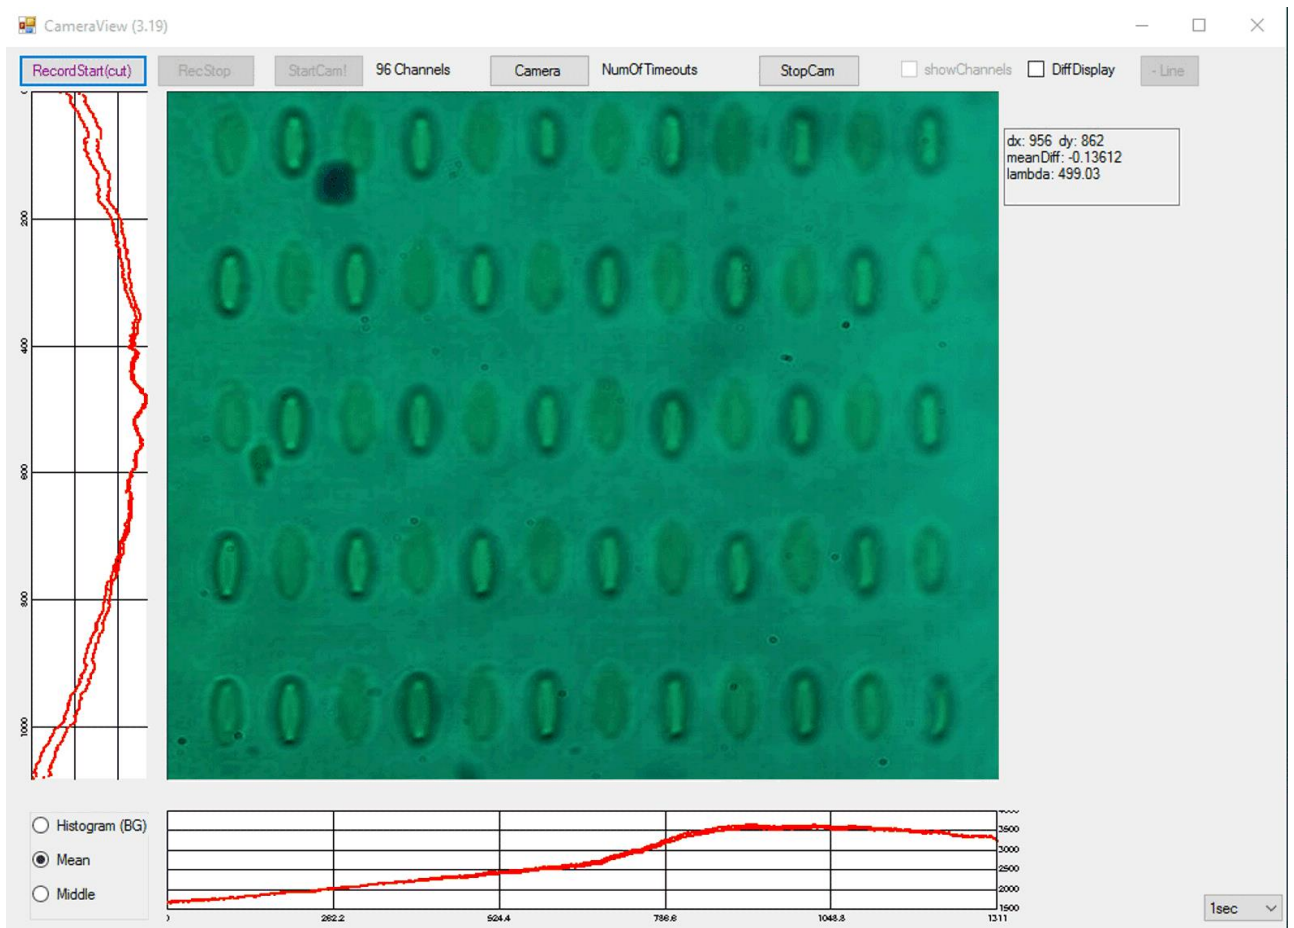 CameraView (3.19)
RecordStart(cut) RecStop StartCam! 96 Channels Camera NumOfTimeouts StopCam showChannels DiffDisplay - Line
dx: 956 dy: 862
meanDiff: -0.13612
lambda: 499.03
200
400
600
800
1000
Histogram (BG)
Mean
Middle
3500
3000
2500
2000
1500
262.2 524.4 786.6 1048.8 1311
1sec